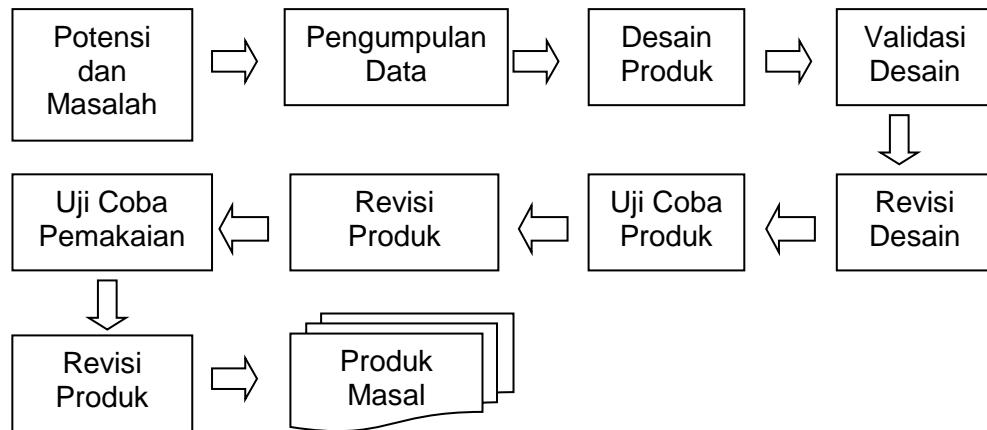 Potensi
dan
Masalah
Pengumpulan
Data
Desain
Produk
Validasi
Desain
Revisi
Desain
Uji Coba
Produk
Revisi
Produk
Uji Coba
Pemakaian
Revisi
Produk
Produk
Masal